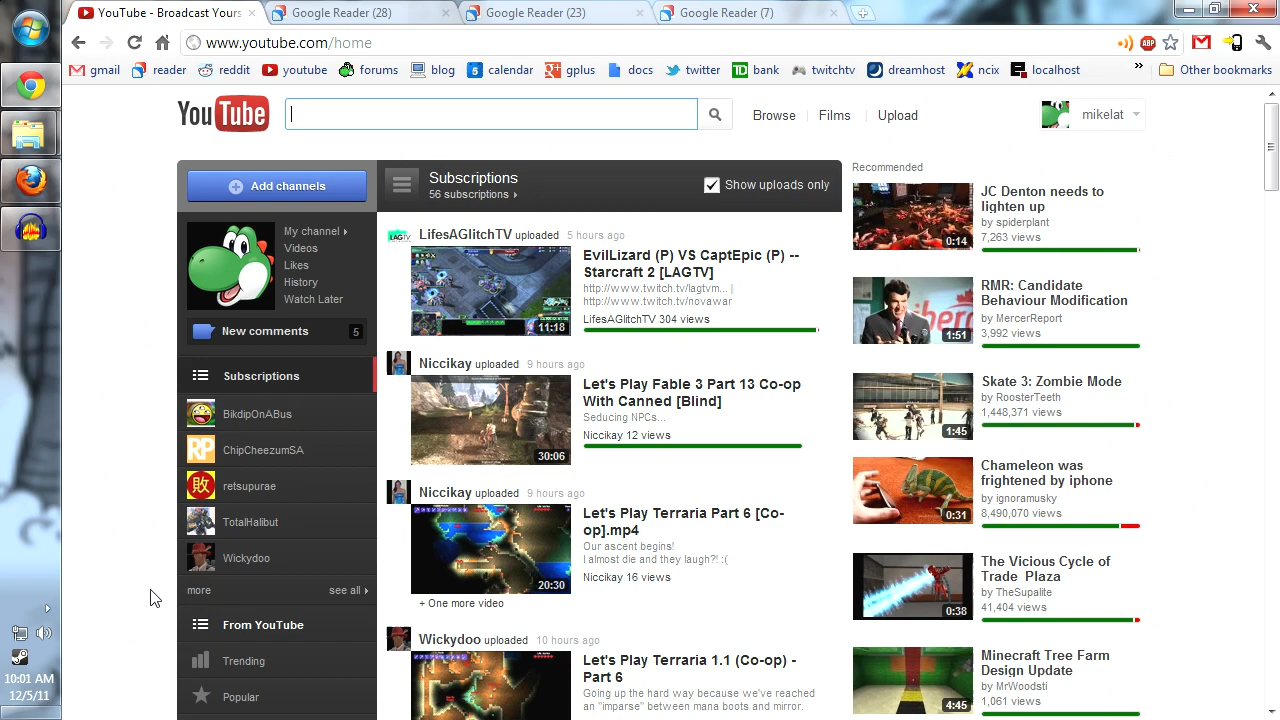 YouTube - Broadcast Yours
Google Reader (28)
Google Reader (23)
Google Reader (7)
www.youtube.com/home
ABP
gmail
reader
reddit
youtube
forums
blog
5 calendar
gplus
docs
twitter
TD bank
twitchtv
dreamhost
ncix
localhost
»
Other bookmarks
YouTube
Browse
Films
Upload
mikelat
Add channels
My channel
Videos
Likes
History
Watch Later
New comments 5
Subscriptions
BikdipOnABus
RP ChipCheezumSA
敗 retsupurae
TotalHalibut
Wickydoo
more see all
From YouTube
Trending
Popular
Subscriptions
56 subscriptions
Show uploads only
LAGTV
LifesAGlitchTV uploaded 5 hours ago
11:18
EvilLizard (P) VS CaptEpic (P) --
Starcraft 2 [LAGTV]
http://www.twitch.tv/lagtvm... |
http://www.twitch.tv/novawar
LifesAGlitchTV 304 views
Niccikay uploaded 9 hours ago
30:06
Let's Play Fable 3 Part 13 Co-op
With Canned [Blind]
Seducing NPCs...
Niccikay 12 views
Niccikay uploaded 9 hours ago
20:30
Let's Play Terraria Part 6 [Co-
op].mp4
Our ascent begins!
I almost die and they laugh?! :(
Niccikay 16 views
+ One more video
Wickydoo uploaded 10 hours ago
Let's Play Terraria 1.1 (Co-op) -
Part 6
Going up the hard way because we've reached
an "imparse" between mana boots and mirror.
Recommended
0:14
JC Denton needs to
lighten up
by spiderplant
7,263 views
1:51
RMR: Candidate
Behaviour Modification
by MercerReport
3,992 views
1:45
Skate 3: Zombie Mode
by RoosterTeeth
1,448,371 views
0:31
Chameleon was
frightened by iphone
by ignoramusky
8,490,070 views
0:38
The Vicious Cycle of
Trade Plaza
by TheSupalite
41,404 views
4:45
Minecraft Tree Farm
Design Update
by MrWoodsti
1,061 views
10:01 AM
12/5/11